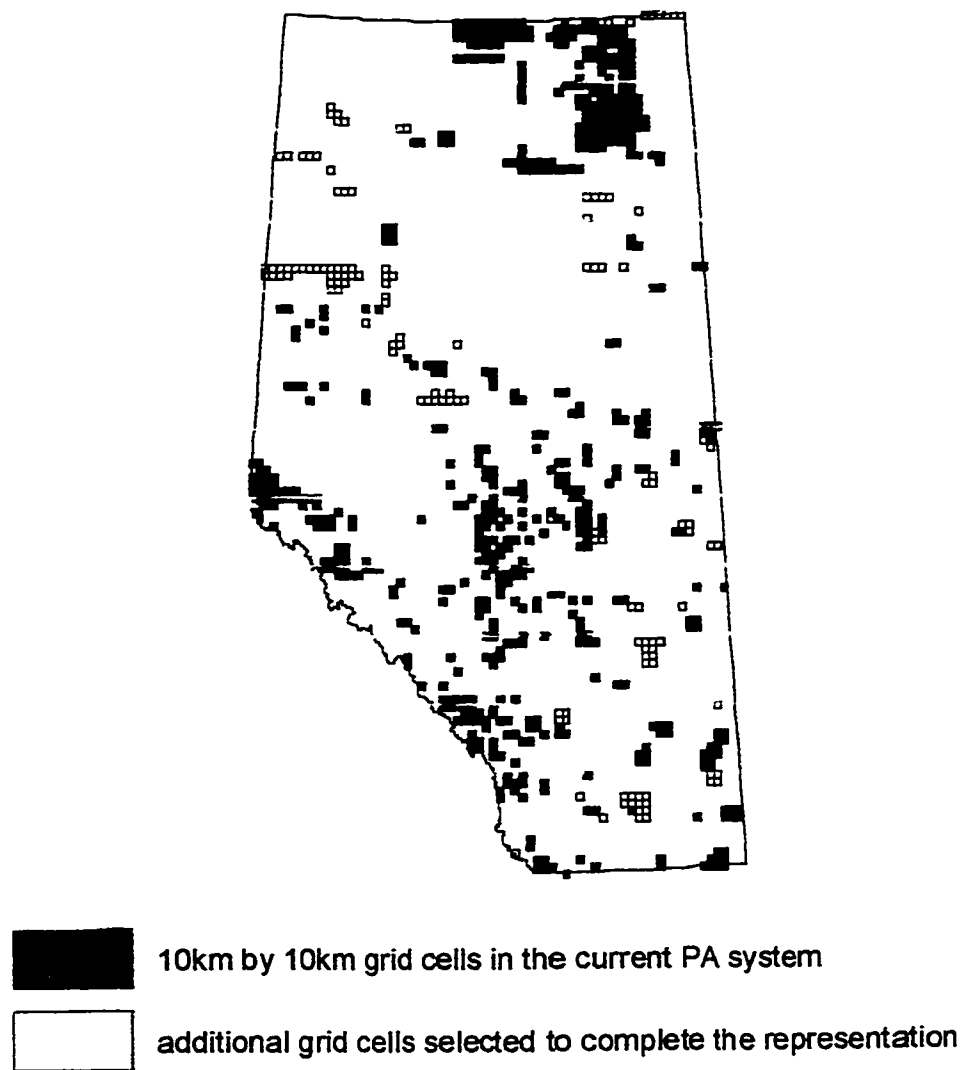 10km by 10km grid cells in the current PA system
additional grid cells selected to complete the representation